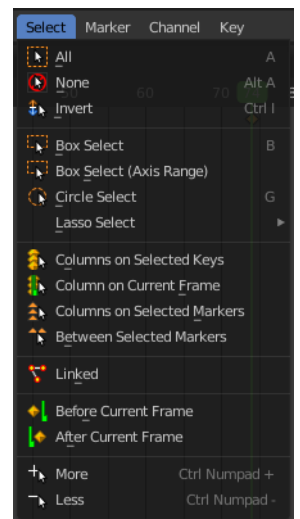 Select Marker Channel Key
All A
None Alt A
Invert Ctrl I
Box Select B
Box Select (Axis Range)
Circle Select G
Lasso Select
Columns on Selected Keys
Column on Current Frame
Columns on Selected Markers
Between Selected Markers
Linked
Before Current Frame
After Current Frame
More Ctrl Numpad +
Less Ctrl Numpad -
60 70